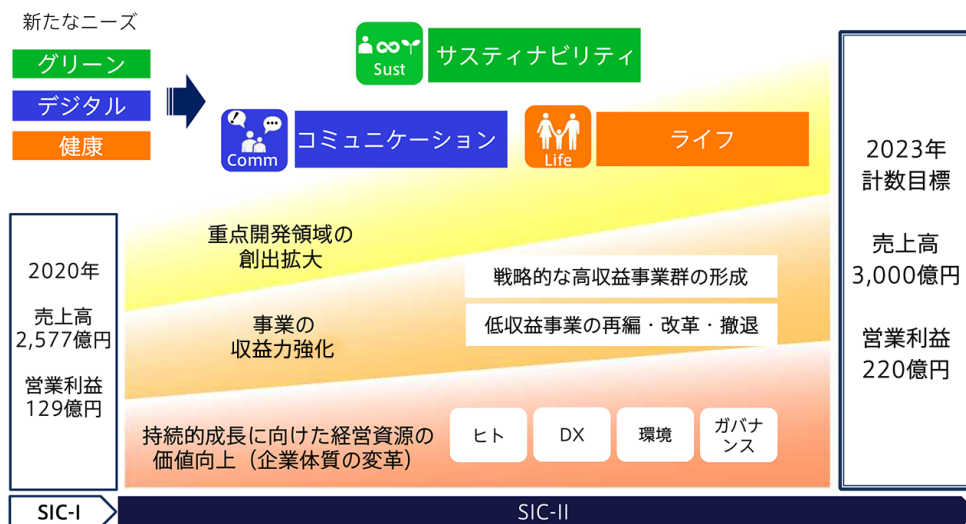 新たなニーズ
グリーン
デジタル
健康
Sust
サスティナビリティ
Comm
コミュニケーション
Life
ライフ
2020年
売上高
2,577億円
営業利益
129億円
重点開発領域の
創出拡大
事業の
収益力強化
戦略的な高収益事業群の形成
低収益事業の再編・改革・撤退
持続的成長に向けた経営資源の
価値向上（企業体質の変革）
ヒト
DX
環境
ガバナ
ンス
2023年
計数目標
売上高
3,000億円
営業利益
220億円
SIC-I
SIC-II